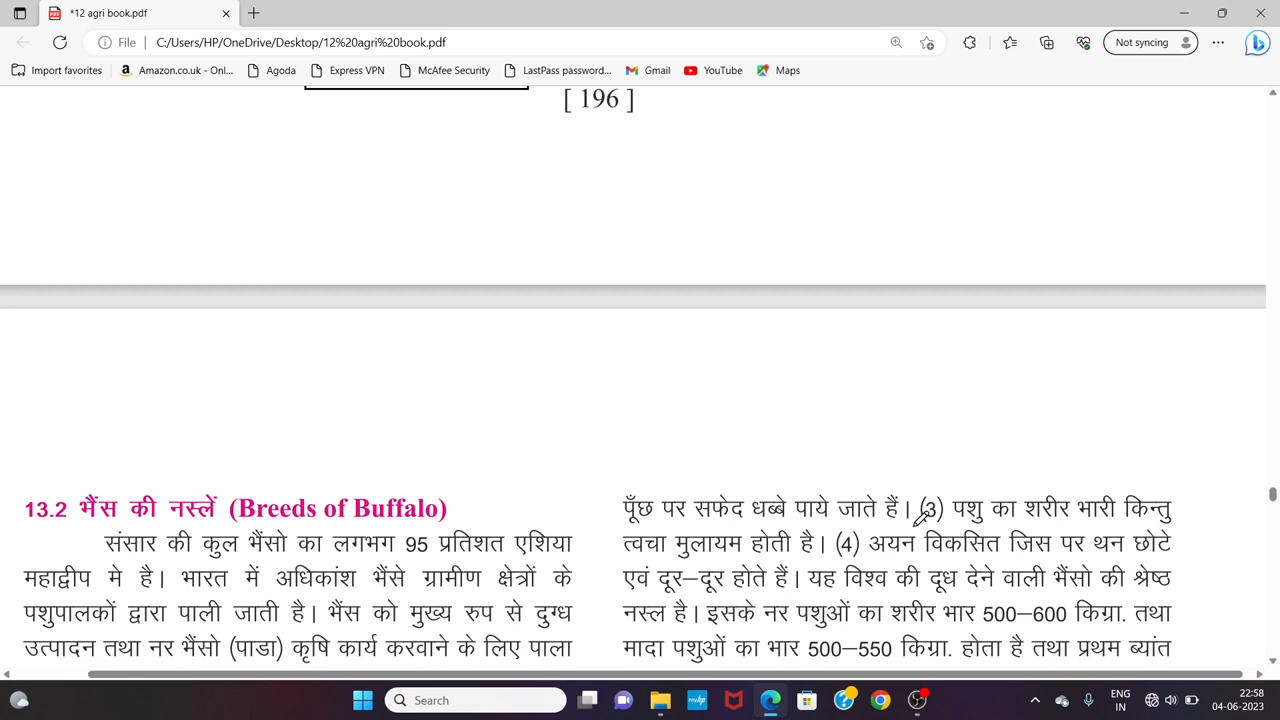 *12 agri book.pdf
File
C:/Users/HP/OneDrive/Desktop/12%20agri%20book.pdf
Not syncing
Import favorites
Amazon.co.uk - Onl...
Agoda
Express VPN
McAfee Security
LastPass password...
Gmail
YouTube
Maps
[ 196 ]
13.2 भैंस की नस्लें (Breeds of Buffalo)
संसार की कुल भैंसो का लगभग 95 प्रतिशत एशिया
महाद्वीप मे है। भारत में अधिकांश भैंसे ग्रामीण क्षेत्रों के
पशुपालकों द्वारा पाली जाती है। भैंस को मुख्य रुप से दुग्ध
उत्पादन तथा नर भैंसो (पाडा) कृषि कार्य करवाने के लिए पाला
पूँछ पर सफेद धब्बे पाये जाते हैं। (3) पशु का शरीर भारी किन्तु
त्वचा मुलायम होती है। (4) अयन विकसित जिस पर थन छोटे
एवं दूर–दूर होते हैं। यह विश्व की दूध देने वाली भैंसो की श्रेष्ठ
नस्ल है। इसके नर पशुओं का शरीर भार 500–600 किग्रा. तथा
मादा पशुओं का भार 500–550 किग्रा. होता है तथा प्रथम ब्यांत
Search
myhp
ENG
IN
22:58
04-06-2023